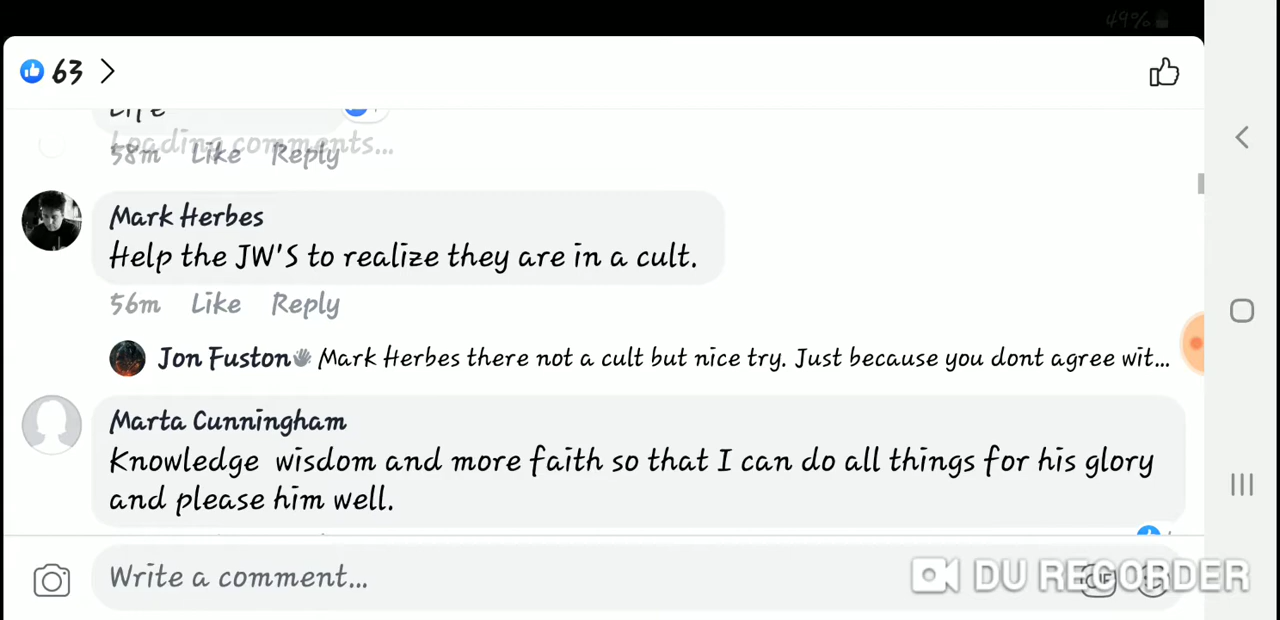 49%
63
Life
Loading comments...
58m Like Reply
Mark Herbes
Help the JW'S to realize they are in a cult.
56m Like Reply
Jon Fuston👋 Mark Herbes there not a cult but nice try. Just because you dont agree wit...
Marta Cunningham
Knowledge wisdom and more faith so that I can do all things for his glory
and please him well.
Write a comment...
GIF
DU RECORDER